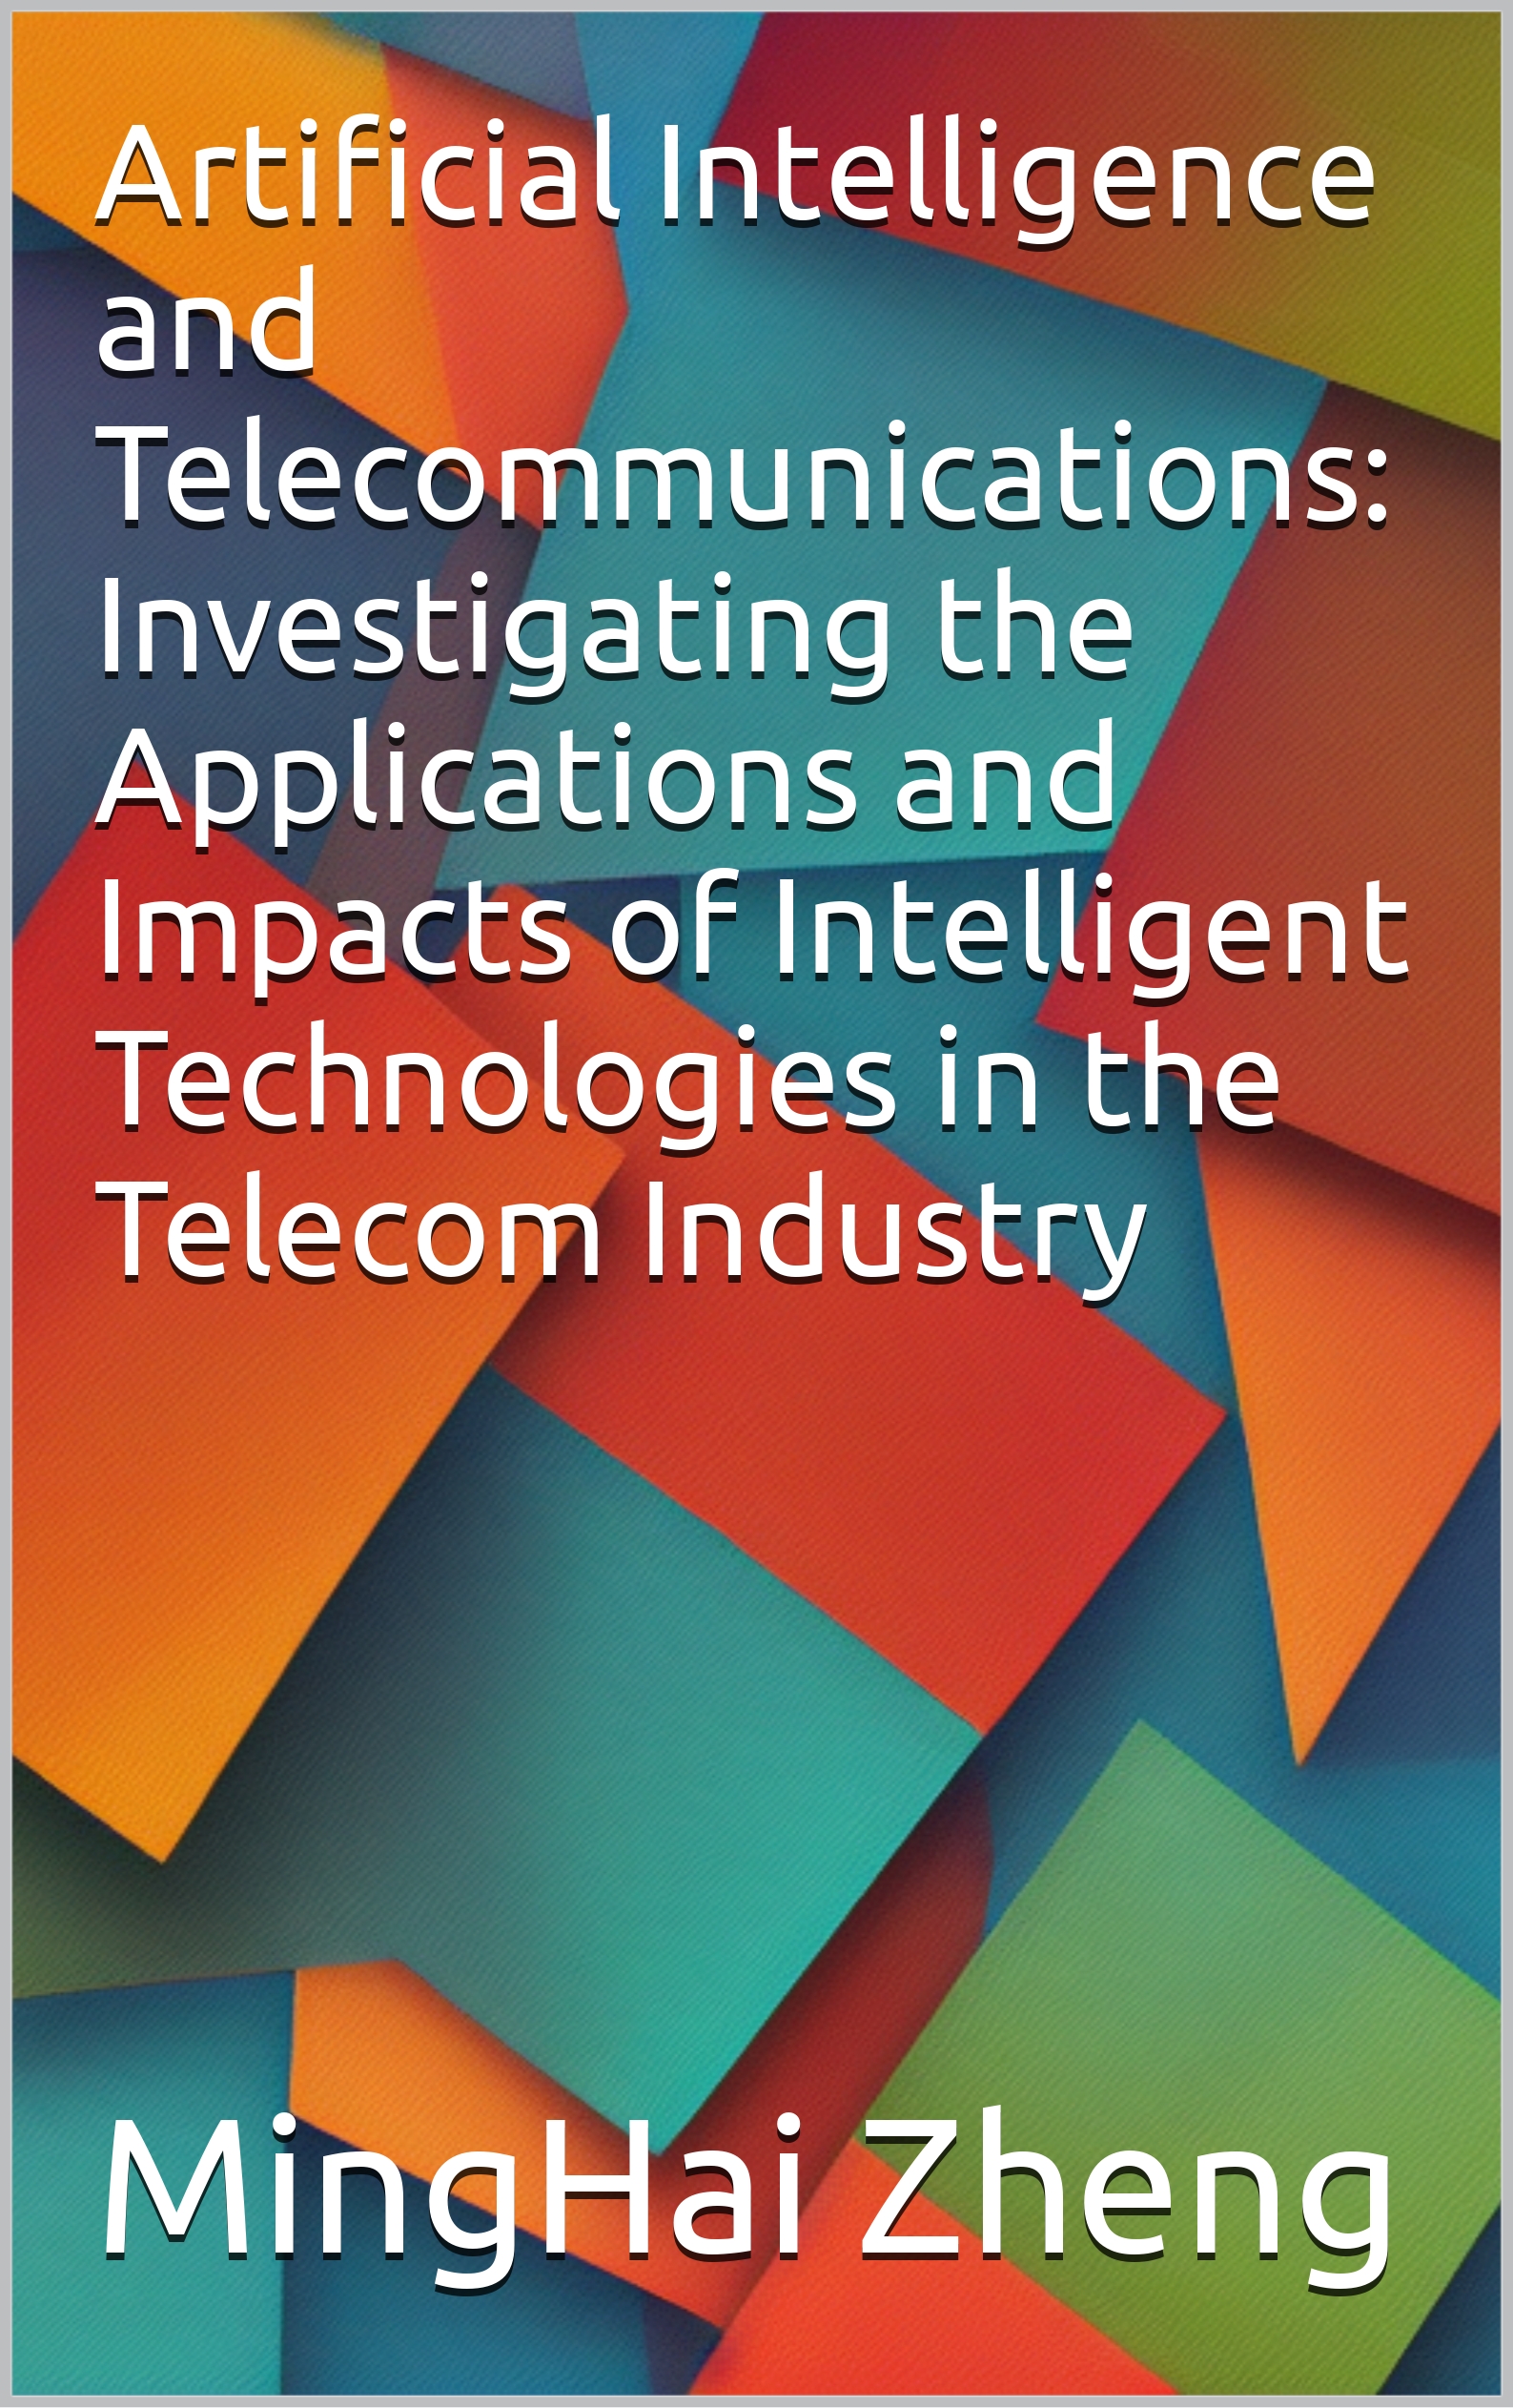 Artificial Intelligence
and
Telecommunications:
Investigating the
Applications and
Impacts of Intelligent
Technologies in the
Telecom Industry
MingHai Zheng